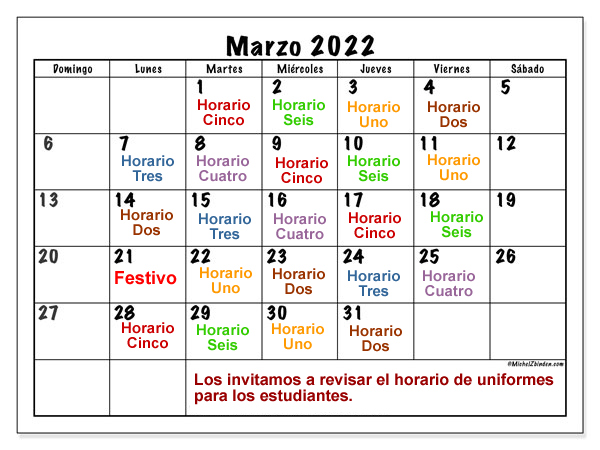 Marzo 2022
Domingo Lunes Martes Miércoles Jueves Viernes Sábado
1 2 3 4 5
Horario Horario Horario Horario
Cinco Seis Uno Dos
6 7 8 9 10 11 12
Horario Horario Horario Horario Horario
Tres Cuatro Cinco Seis Uno
13 14 15 16 17 18 19
Horario Horario Horario Horario Horario
Dos Tres Cuatro Cinco Seis
20 21 22 23 24 25 26
Festivo Horario Horario Horario Horario
Uno Dos Tres Cuatro
27 28 29 30 31
Horario Horario Horario Horario
Cinco Seis Uno Dos
©MichelZbinden.com
Los invitamos a revisar el horario de uniformes
para los estudiantes.